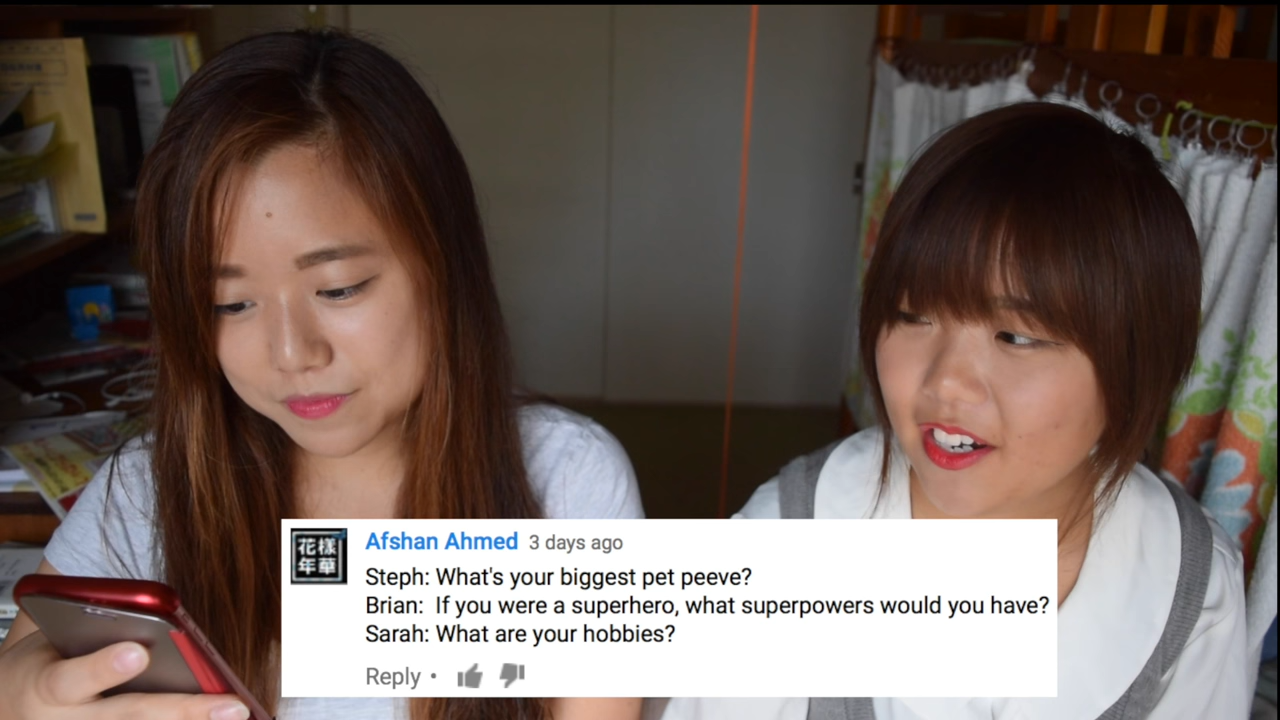 花樣
年華
Afshan Ahmed 3 days ago
Steph: What's your biggest pet peeve?
Brian:  If you were a superhero, what superpowers would you have?
Sarah: What are your hobbies?
Reply •